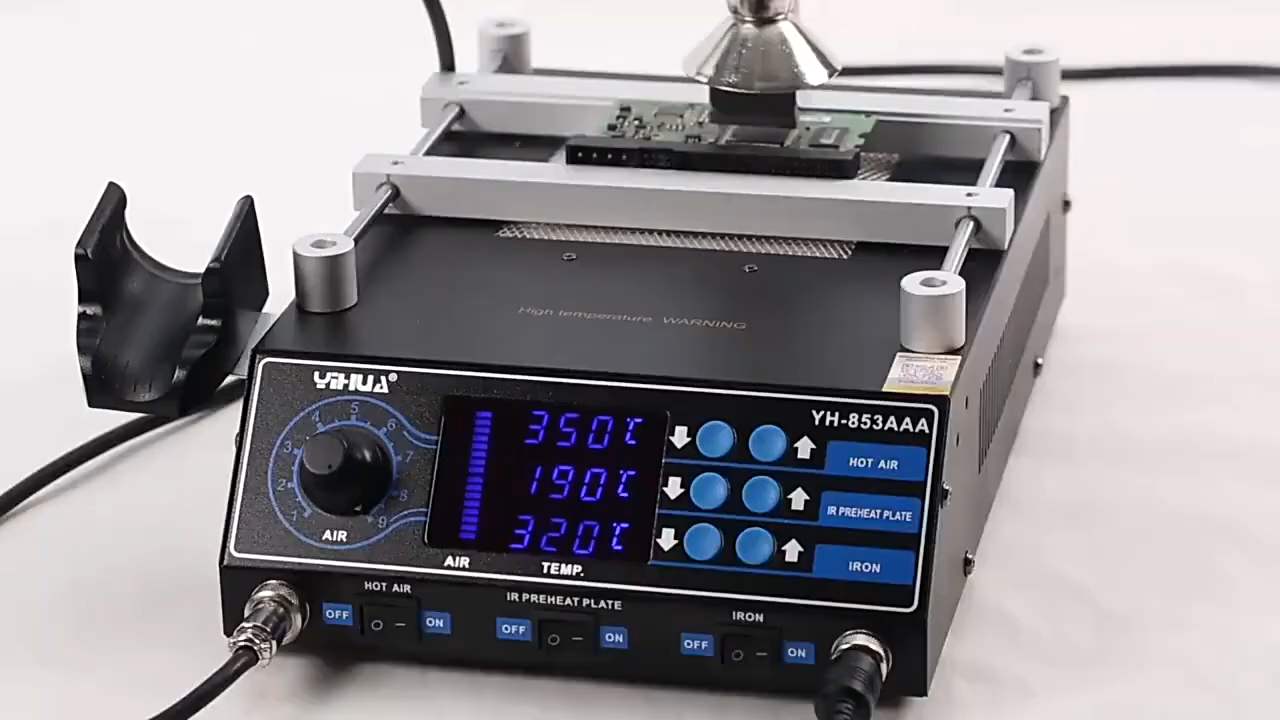 High temperature WARNING
YIHUA®
YH-853AAA
1 2 3 4 5 6 7 8 9
AIR
350℃
190℃
320℃
AIR
TEMP.
HOT AIR
IR PREHEAT PLATE
IRON
HOT AIR
OFF
ON
IR PREHEAT PLATE
OFF
ON
IRON
OFF
ON